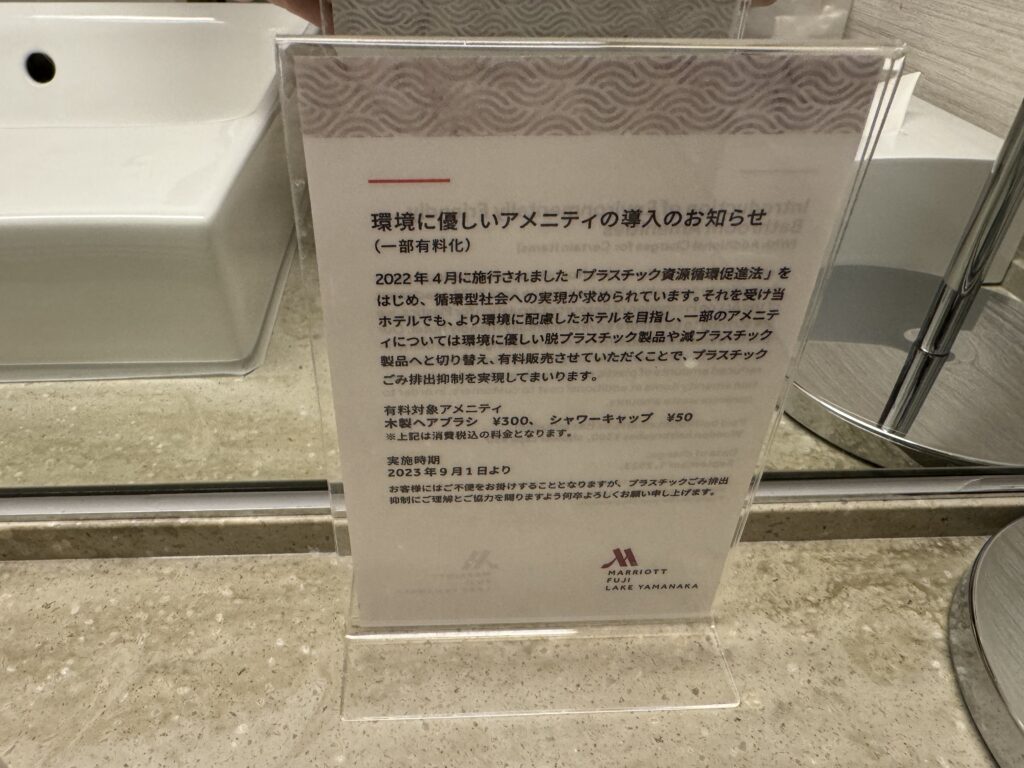 環境に優しいアメニティの導入のお知らせ
（一部有料化）
2022年4月に施行されました「プラスチック資源循環促進法」を
はじめ、循環型社会への実現が求められています。それを受け当
ホテルでも、より環境に配慮したホテルを目指し、一部のアメニテ
ィについては環境に優しい脱プラスチック製品や減プラスチック
製品へと切り替え、有料販売させていただくことで、プラスチック
ごみ排出抑制を実現してまいります。
有料対象アメニティ
木製ヘアブラシ ¥300、 シャワーキャップ ¥50
※上記は消費税込の料金となります。
実施時期
2023年9月1日より
お客様にはご不便をお掛けすることとなりますが、プラスチックごみ排出
抑制にご理解とご協力を賜りますよう何卒よろしくお願い申し上げます。
MARRIOTT
FUJI
LAKE YAMANAKA